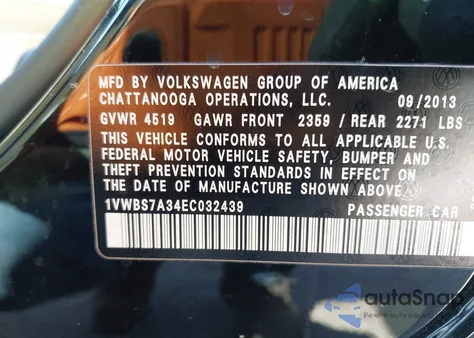 MFD BY VOLKSWAGEN GROUP OF AMERICA
CHATTANOOGA OPERATIONS, LLC. 09/2013
GVWR 4519 GAWR FRONT 2359 / REAR 2271 LBS
THIS VEHICLE CONFORMS TO ALL APPLICABLE U.S.
FEDERAL MOTOR VEHICLE SAFETY, BUMPER AND
THEFT PREVENTION STANDARDS IN EFFECT ON THE
DATE OF MANUFACTURE SHOWN ABOVE.
1VWBS7A34EC032439 PASSENGER CAR
autoSnap